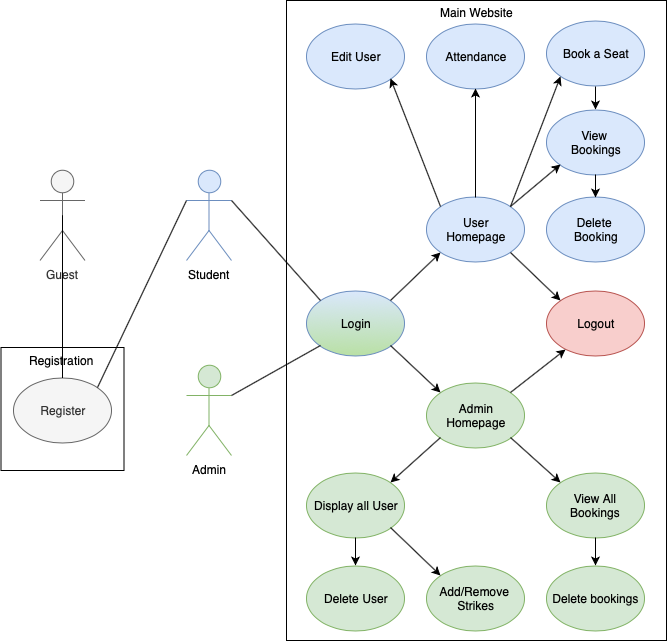 Main Website
Edit User
Attendance
Book a Seat
View
Bookings
User
Homepage
Delete
Booking
Guest
Student
Login
Logout
Registration
Register
Admin
Admin
Homepage
Display all User
View All
Bookings
Delete User
Add/Remove
Strikes
Delete bookings